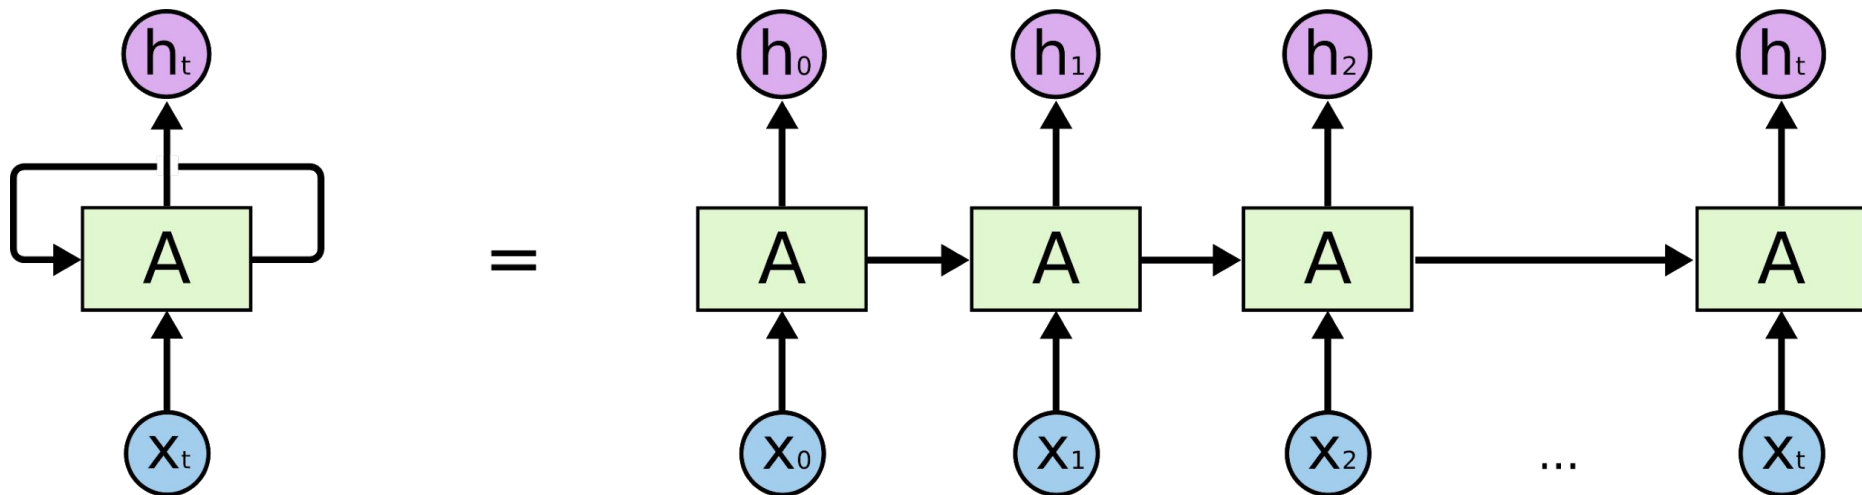 hₜ h₀ h₁ h₂ hₜ
A = A A A A
xₜ x₀ x₁ x₂ ... xₜ